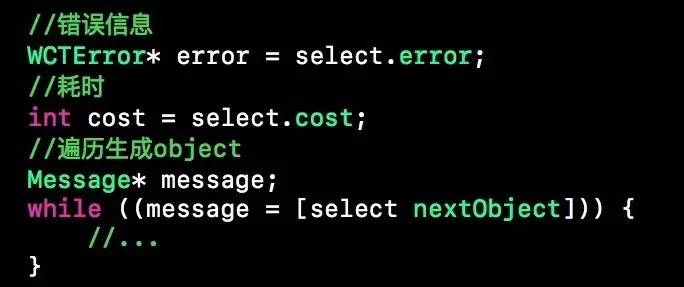 //错误信息
WCTError* error = select.error;
//耗时
int cost = select.cost;
//遍历生成object
Message* message;
while ((message = [select nextObject])) {
    //...
}